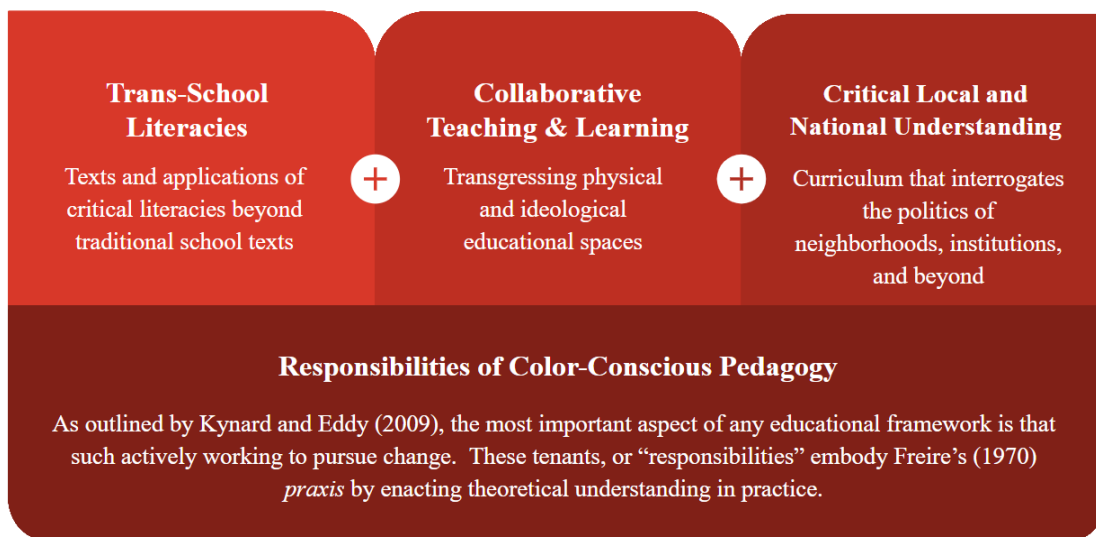 Trans-School
Literacies
Texts and applications of
critical literacies beyond
traditional school texts
+
Collaborative
Teaching & Learning
Transgressing physical
and ideological
educational spaces
+
Critical Local and
National Understanding
Curriculum that interrogates
the politics of
neighborhoods, institutions,
and beyond
Responsibilities of Color-Conscious Pedagogy
As outlined by Kynard and Eddy (2009), the most important aspect of any educational framework is that
such actively working to pursue change.  These tenants, or “responsibilities” embody Freire’s (1970)
praxis by enacting theoretical understanding in practice.